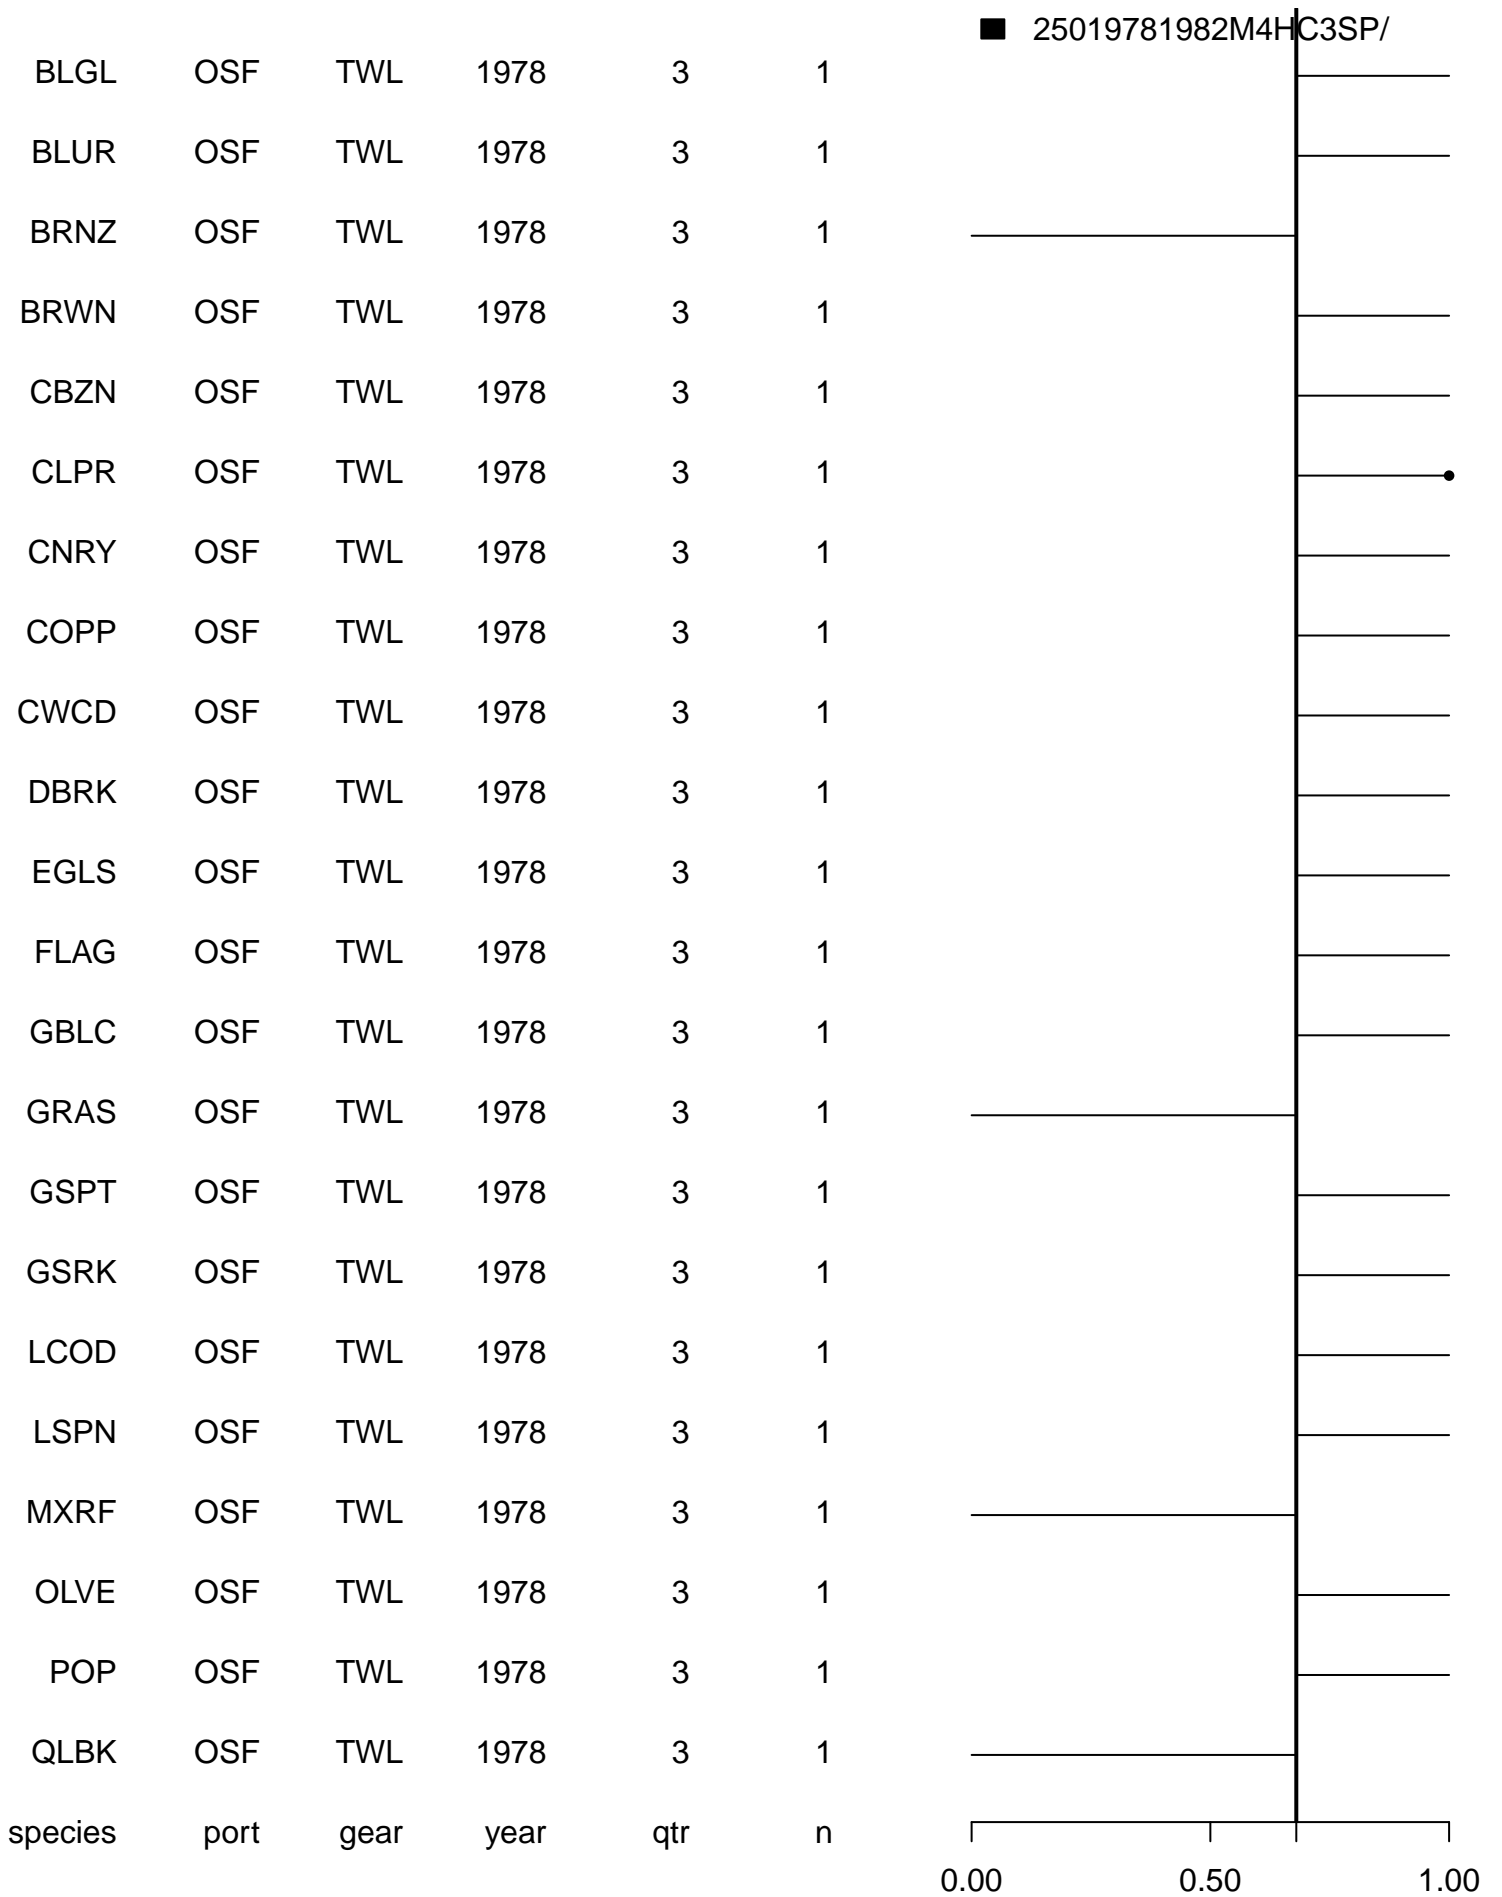 25019781982M4HC3SP/
BLGL OSF TWL 1978 3 1
BLUR OSF TWL 1978 3 1
BRNZ OSF TWL 1978 3 1
BRWN OSF TWL 1978 3 1
CBZN OSF TWL 1978 3 1
CLPR OSF TWL 1978 3 1
CNRY OSF TWL 1978 3 1
COPP OSF TWL 1978 3 1
CWCD OSF TWL 1978 3 1
DBRK OSF TWL 1978 3 1
EGLS OSF TWL 1978 3 1
FLAG OSF TWL 1978 3 1
GBLC OSF TWL 1978 3 1
GRAS OSF TWL 1978 3 1
GSPT OSF TWL 1978 3 1
GSRK OSF TWL 1978 3 1
LCOD OSF TWL 1978 3 1
LSPN OSF TWL 1978 3 1
MXRF OSF TWL 1978 3 1
OLVE OSF TWL 1978 3 1
POP OSF TWL 1978 3 1
QLBK OSF TWL 1978 3 1
species port gear year qtr n
0.00 0.50 1.00